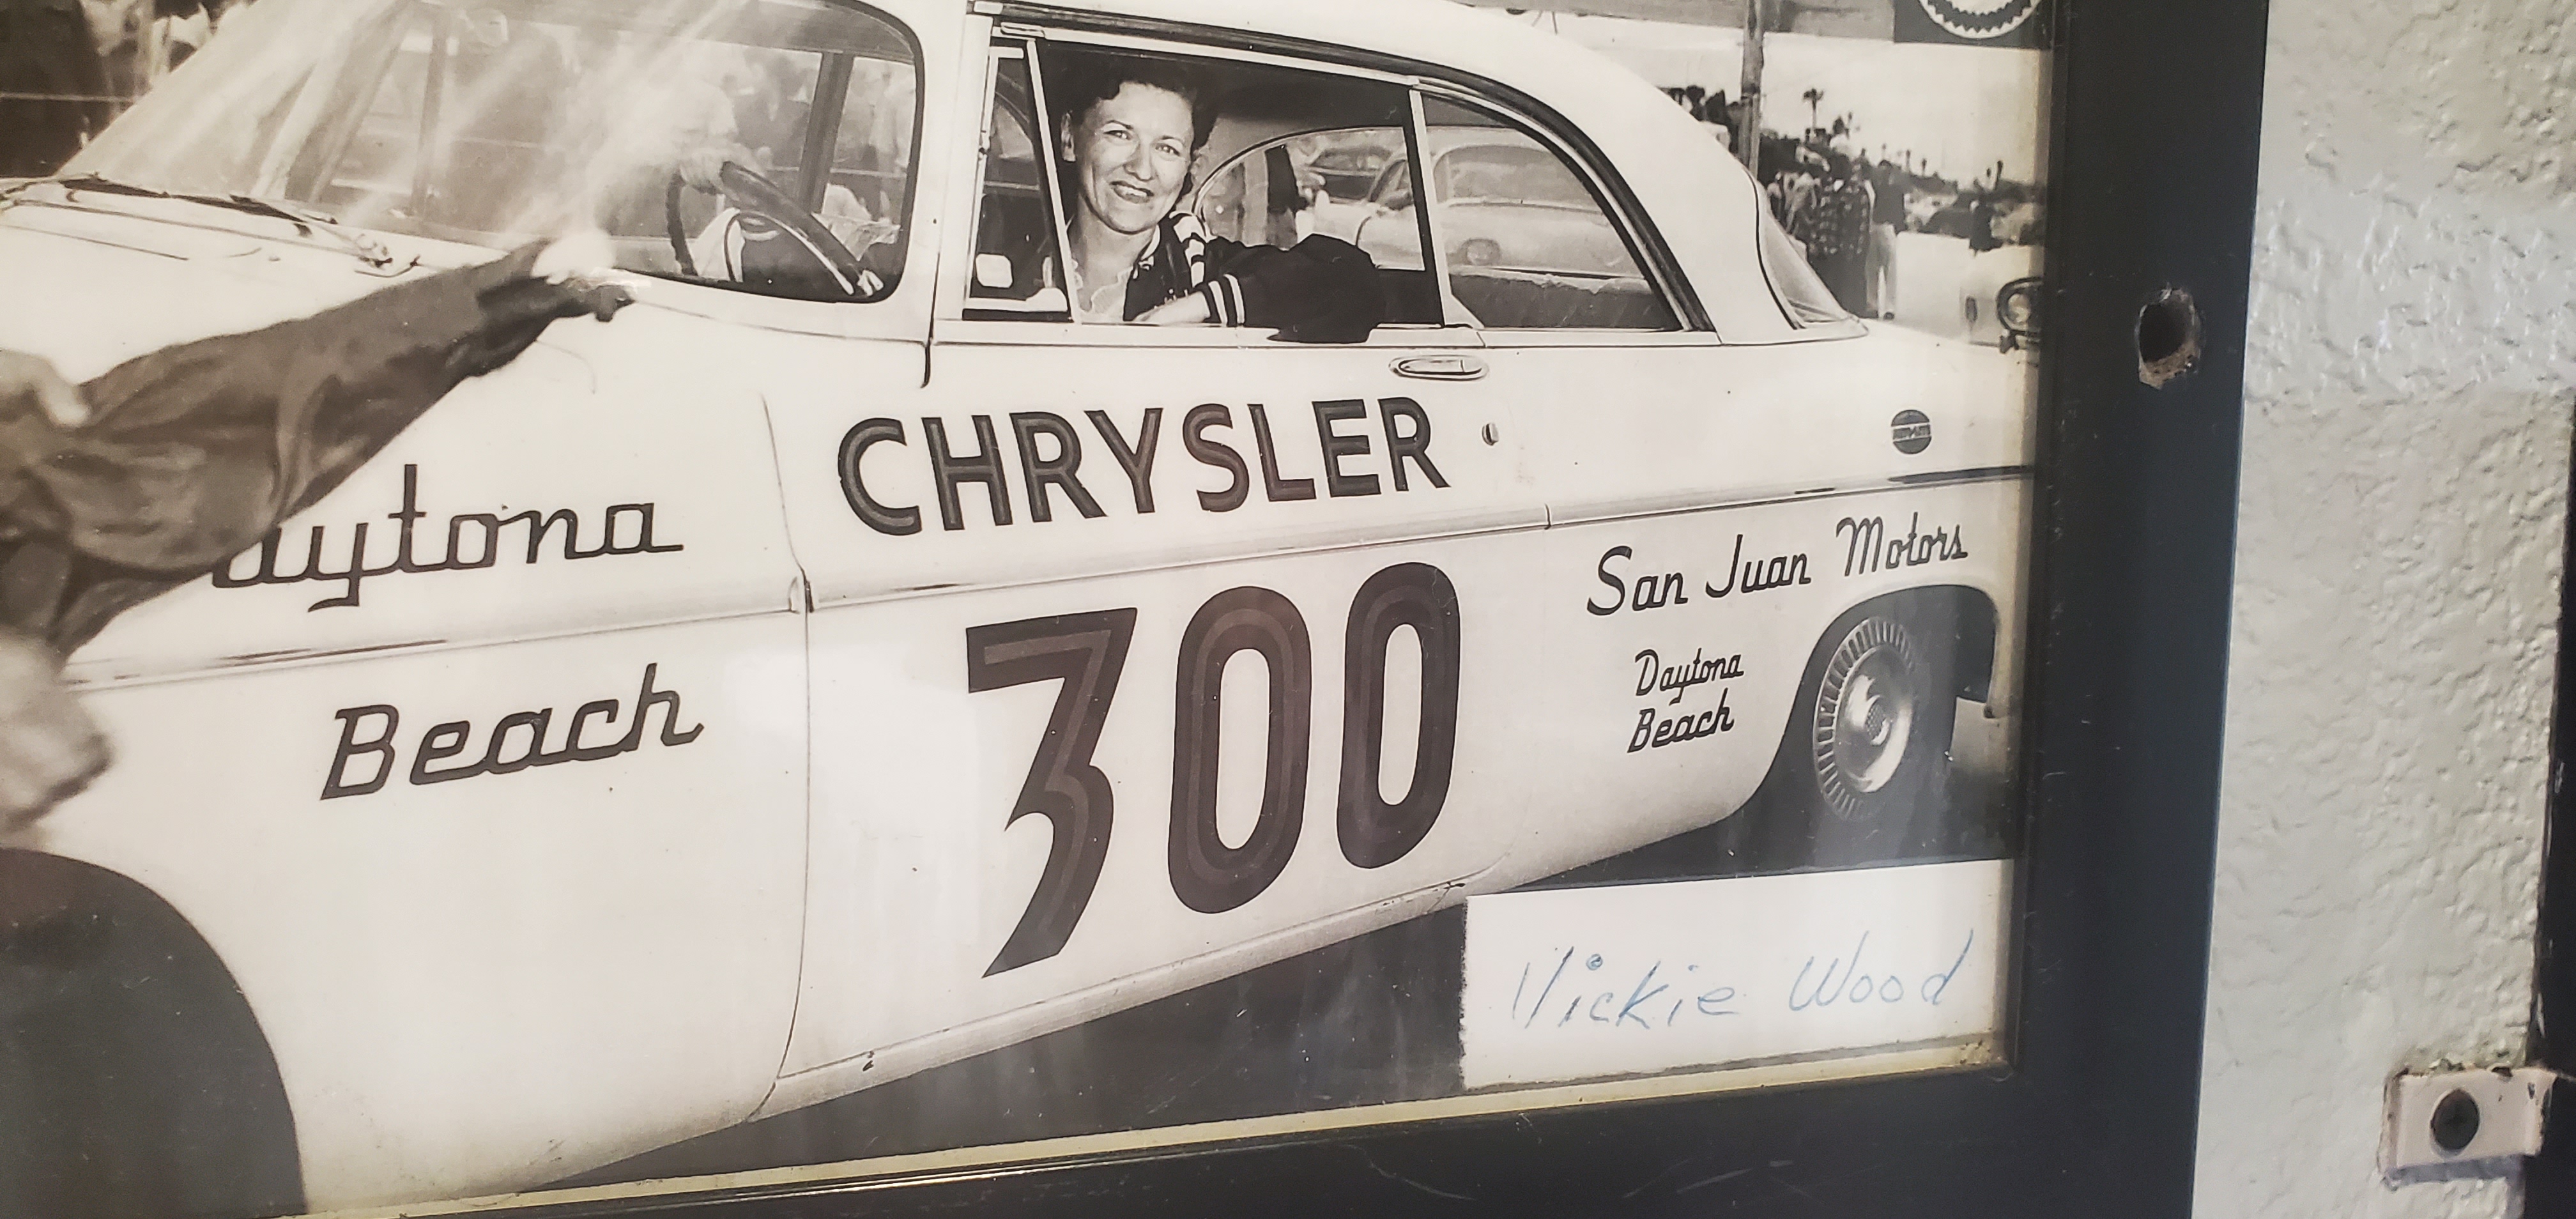 CHRYSLER
300
aytona
Beach
San Juan Motors
Daytona
Beach
Vickie Wood